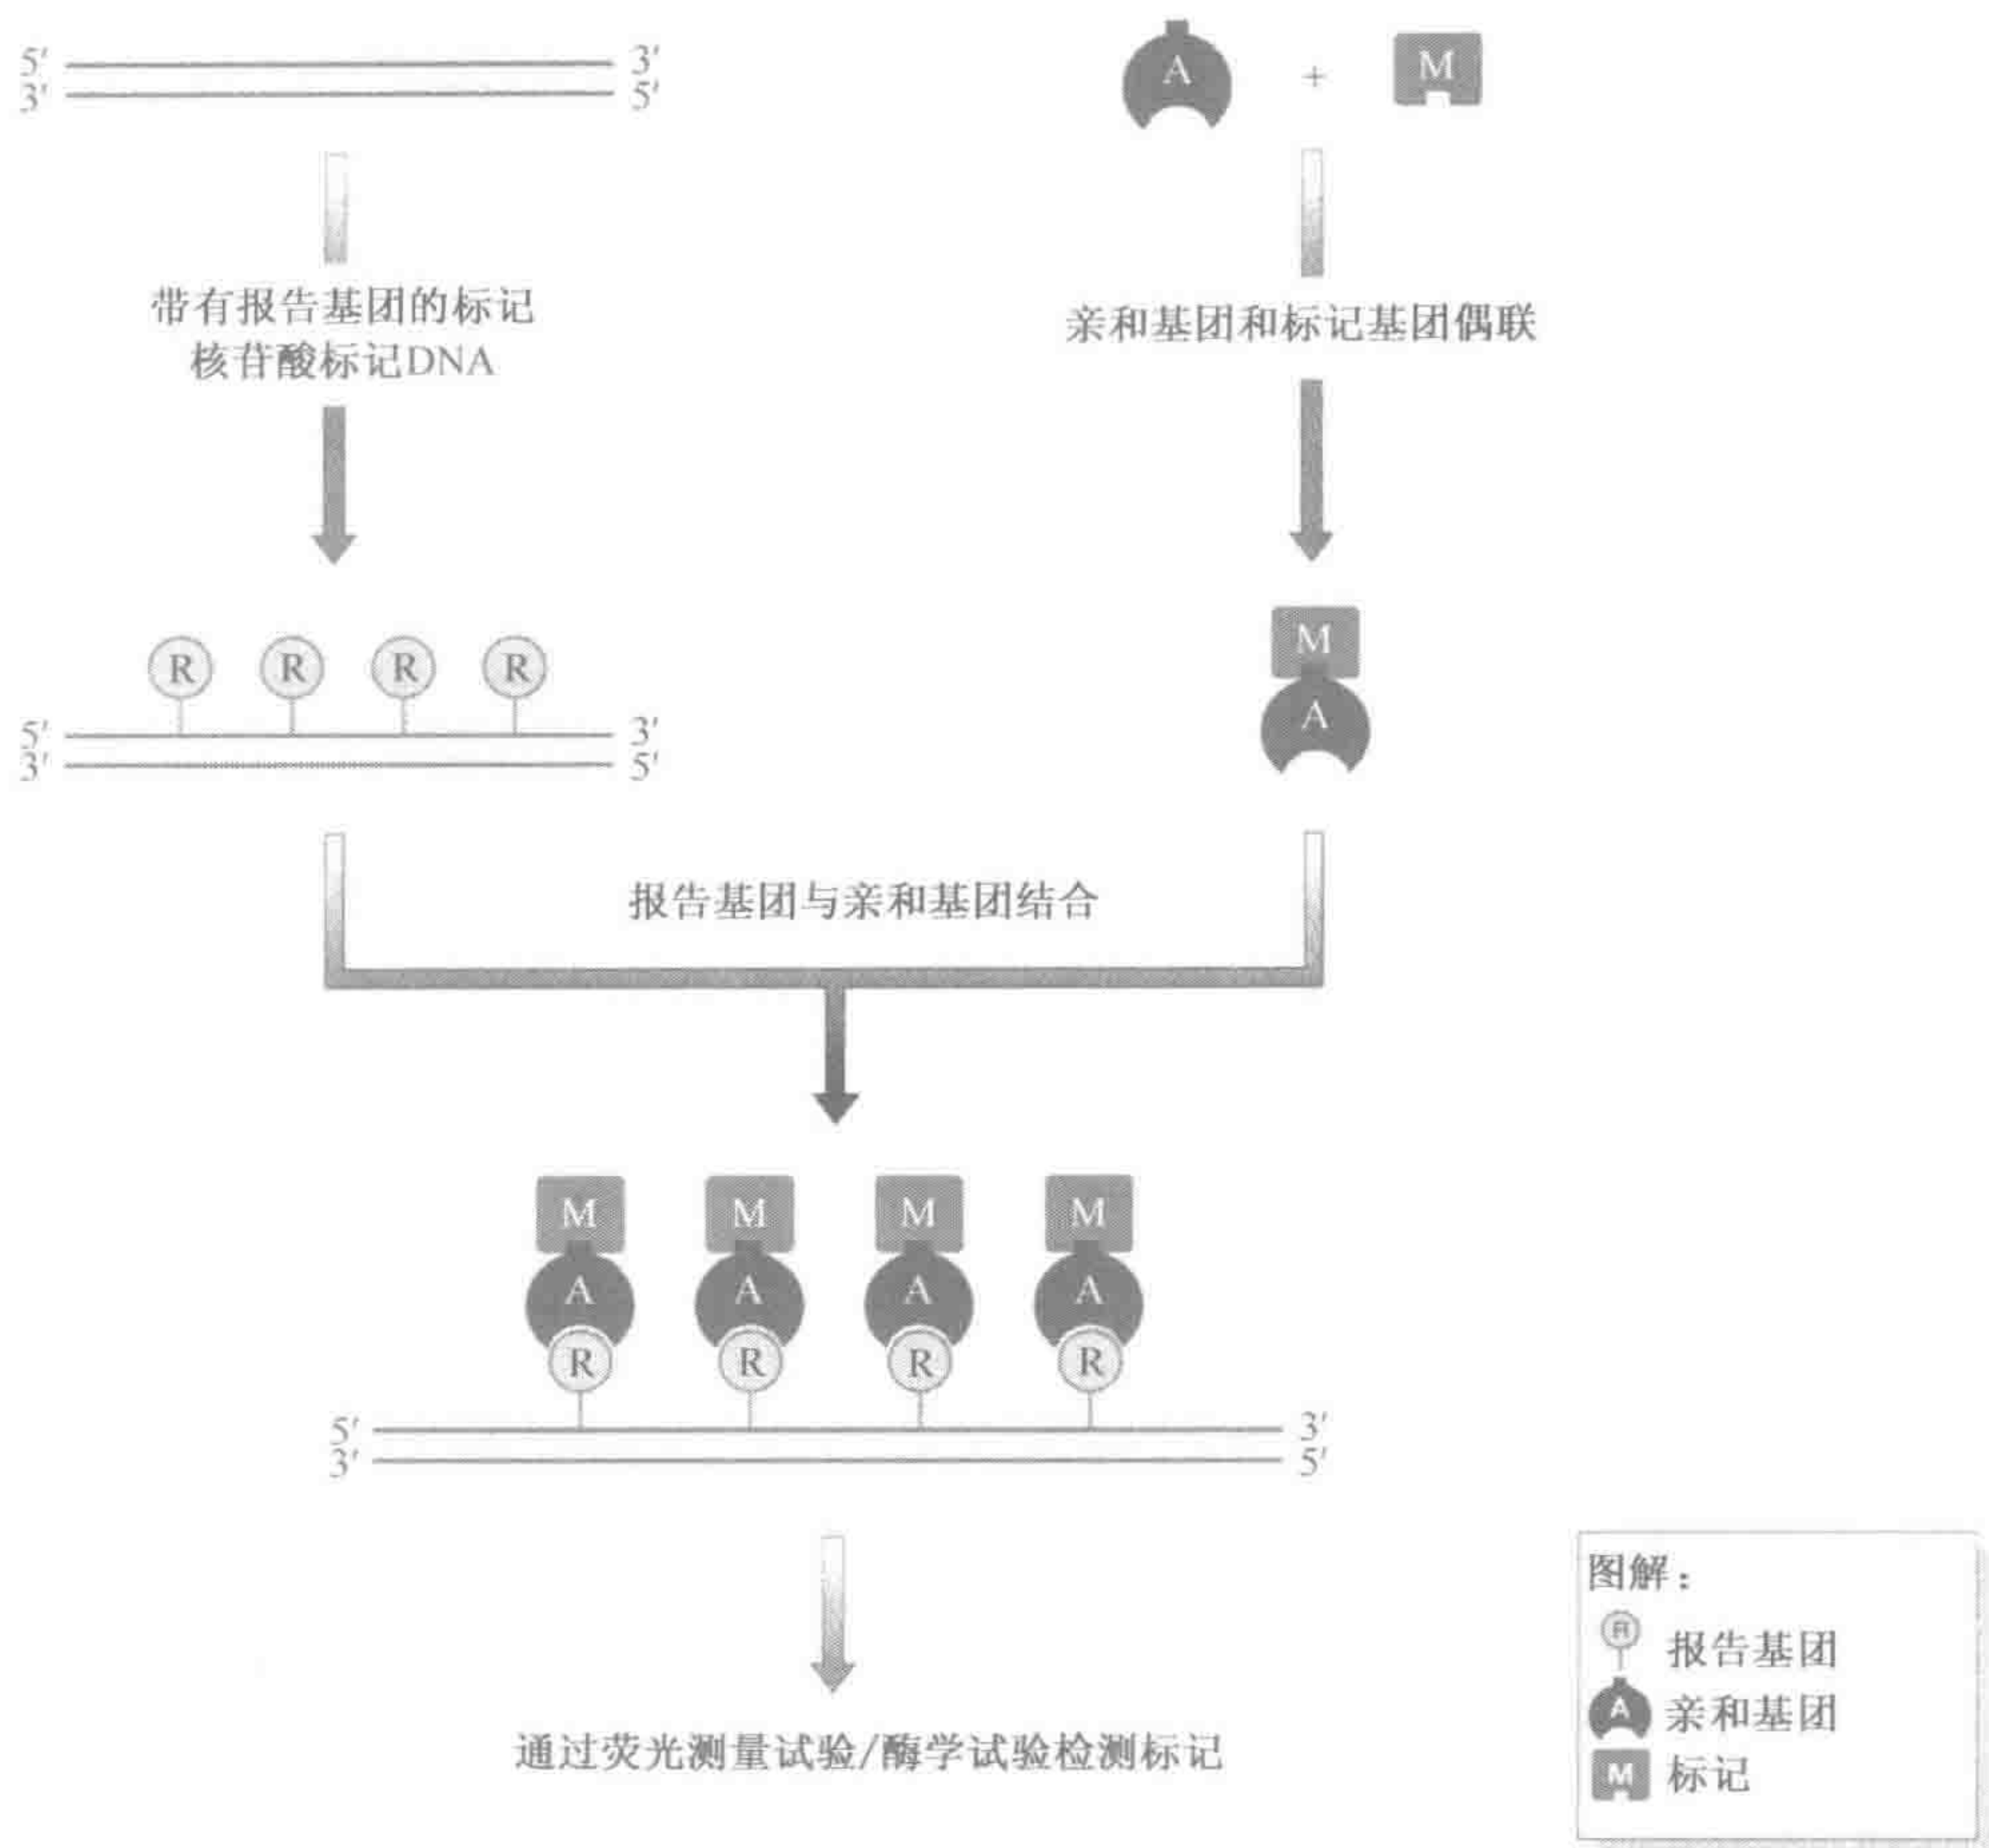 5′ 3′
3′ 5′
A + M
带有报告基团的标记
核苷酸标记DNA
亲和基团和标记基团偶联
R R R R
5′ 3′
3′ 5′
M
A
报告基团与亲和基团结合
M M M M
A A A A
R R R R
5′ 3′
3′ 5′
通过荧光测量试验/酶学试验检测标记
图解：
R 报告基团
A 亲和基团
M 标记